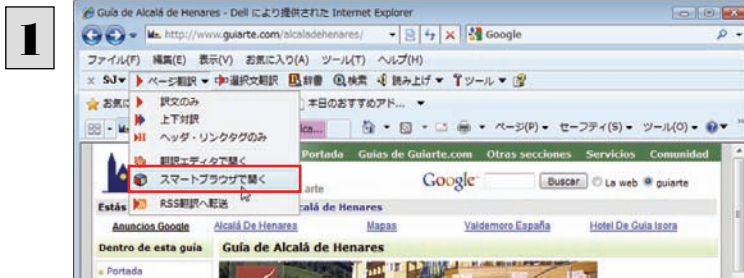 1
Guía de Alcalá de Henares - Dell により提供された Internet Explorer
http://www.guiarte.com/alcaladehenares/
Google
ファイル(F) 編集(E) 表示(V) お気に入り(A) ツール(T) ヘルプ(H)
× SJ ページ翻訳 選択文翻訳 辞書 検索 読み上げ ツール
お気に 本日のおすすめアド...
訳文のみ
上下対訳
ヘッダ・リンクタグのみ
ページ(P) セーフティ(S) ツール(O)
翻訳エディタで開く
スマートブラウザで開く
RSS翻訳へ転送
Portada Guías de Guiarte.com Otras secciones Servicios Comunidad
arte Google Buscar La web guiarte
Estás calá de Henares
Anuncios Google Alcalá De Henares Mapas Valdemoro España Hotel De Guia Isora
Dentro de esta guía Guía de Alcalá de Henares
Portada